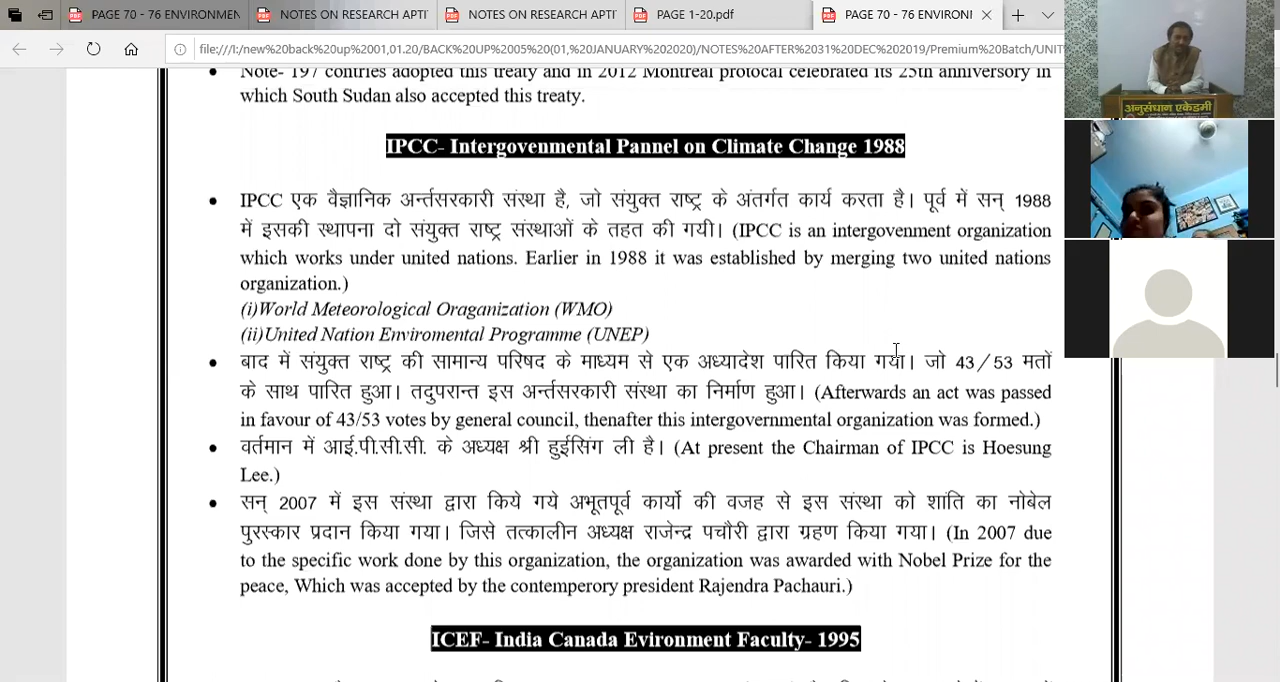 PAGE 70 - 76 ENVIRONMEN
NOTES ON RESEARCH APTI
NOTES ON RESEARCH APTI
PAGE 1-20.pdf
PAGE 70 - 76 ENVIRONI
file:///I:/new%20back%20up%2001,01.20/BACK%20UP%2005%20(01,%20JANUARY%202020)/NOTES%20AFTER%2031%20DEC%202019/Premium%20Batch/UNIT
अनुसंधान एकेडमी
Note- 197 contries adopted this treaty and in 2012 Montreal protocal celebrated its 25th anniversory in
which South Sudan also accepted this treaty.
IPCC- Intergovenmental Pannel on Climate Change 1988
IPCC एक वैज्ञानिक अर्न्तसरकारी संस्था है, जो संयुक्त राष्ट्र के अंतर्गत कार्य करता है। पूर्व में सन् 1988
में इसकी स्थापना दो संयुक्त राष्ट्र संस्थाओं के तहत की गयी। (IPCC is an intergovenment organization
which works under united nations. Earlier in 1988 it was established by merging two united nations
organization.)
(i)World Meteorological Oraganization (WMO)
(ii)United Nation Enviromental Programme (UNEP)
बाद में संयुक्त राष्ट्र की सामान्य परिषद के माध्यम से एक अध्यादेश पारित किया गया। जो 43/53 मतों
के साथ पारित हुआ। तदुपरान्त इस अर्न्तसरकारी संस्था का निर्माण हुआ। (Afterwards an act was passed
in favour of 43/53 votes by general council, thenafter this intergovernmental organization was formed.)
वर्तमान में आई.पी.सी.सी. के अध्यक्ष श्री हुईसिंग ली है। (At present the Chairman of IPCC is Hoesung
Lee.)
सन् 2007 में इस संस्था द्वारा किये गये अभूतपूर्व कार्यो की वजह से इस संस्था को शांति का नोबेल
पुरस्कार प्रदान किया गया। जिसे तत्कालीन अध्यक्ष राजेन्द्र पचौरी द्वारा ग्रहण किया गया। (In 2007 due
to the specific work done by this organization, the organization was awarded with Nobel Prize for the
peace, Which was accepted by the contemperory president Rajendra Pachauri.)
ICEF- India Canada Evironment Faculty- 1995